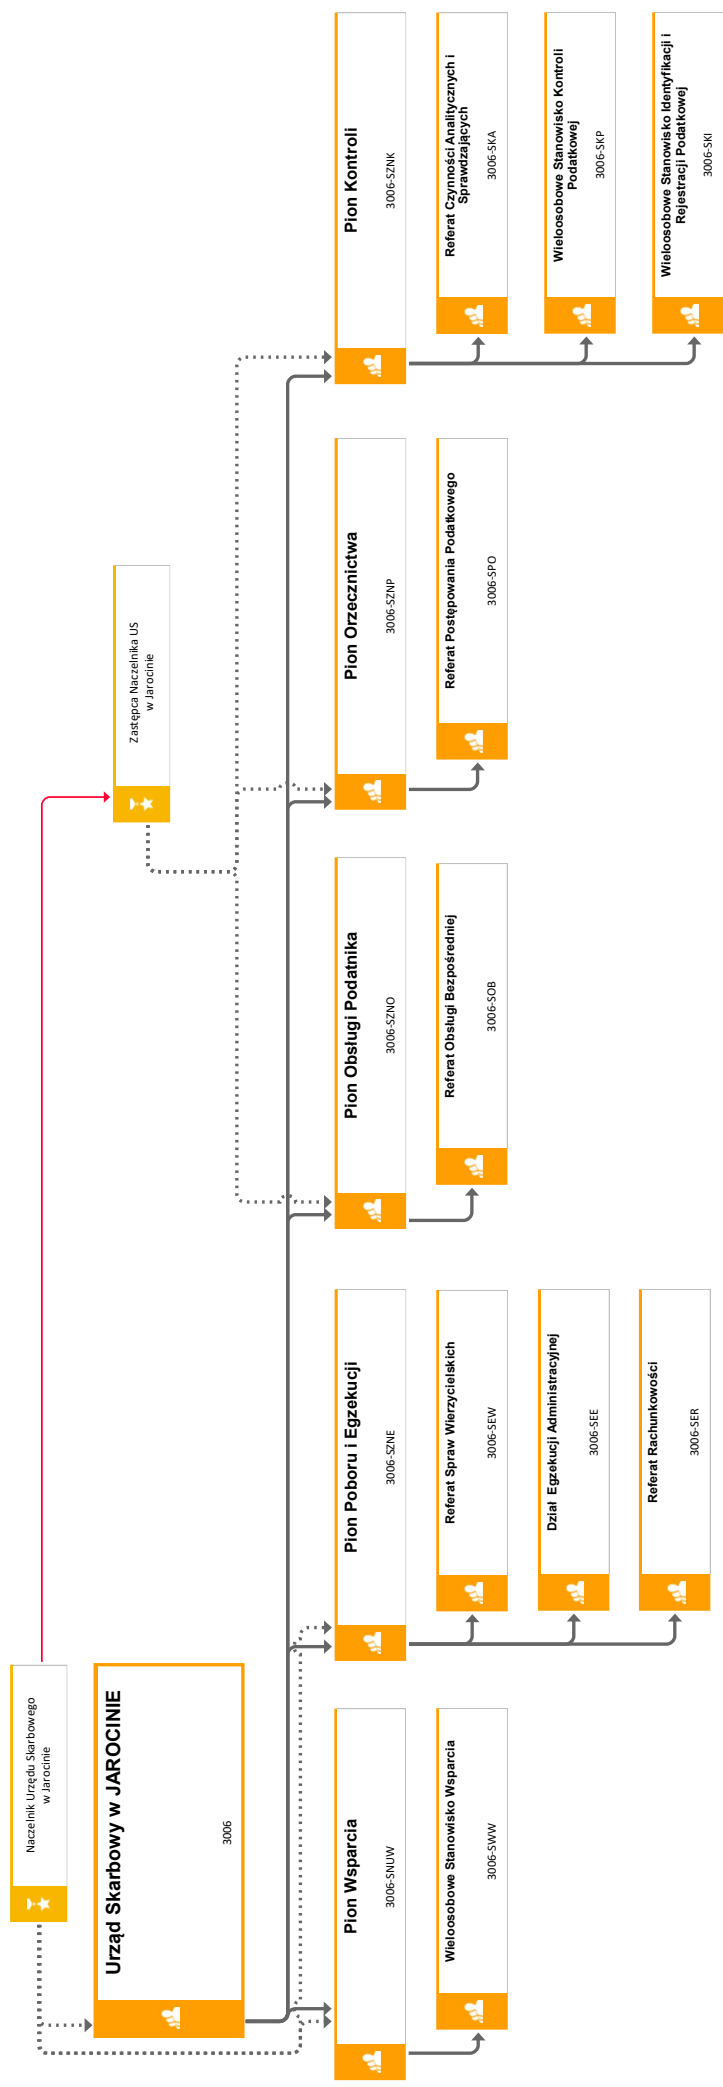 Naczelnik Urzędu Skarbowego
w Jarocinie
Zastępca Naczelnika US
w Jarocinie
Urząd Skarbowy w JAROCINIE
3006
Pion Wsparcia
3006-SNUW
Wieloosobowe Stanowisko Wsparcia
3006-SWW
Pion Poboru i Egzekucji
3006-SZNE
Referat Spraw Wierzycielskich
3006-SEW
Dział Egzekucji Administracyjnej
3006-SEE
Referat Rachunkowości
3006-SER
Pion Obsługi Podatnika
3006-SZNO
Referat Obsługi Bezpośredniej
3006-SOB
Pion Orzecznictwa
3006-SZNP
Referat Postępowania Podatkowego
3006-SPO
Pion Kontroli
3006-SZNK
Referat Czynności Analitycznych i
Sprawdzających
3006-SKA
Wieloosobowe Stanowisko Kontroli
Podatkowej
3006-SKP
Wieloosobowe Stanowisko Identyfikacji i
Rejestracji Podatkowej
3006-SKI